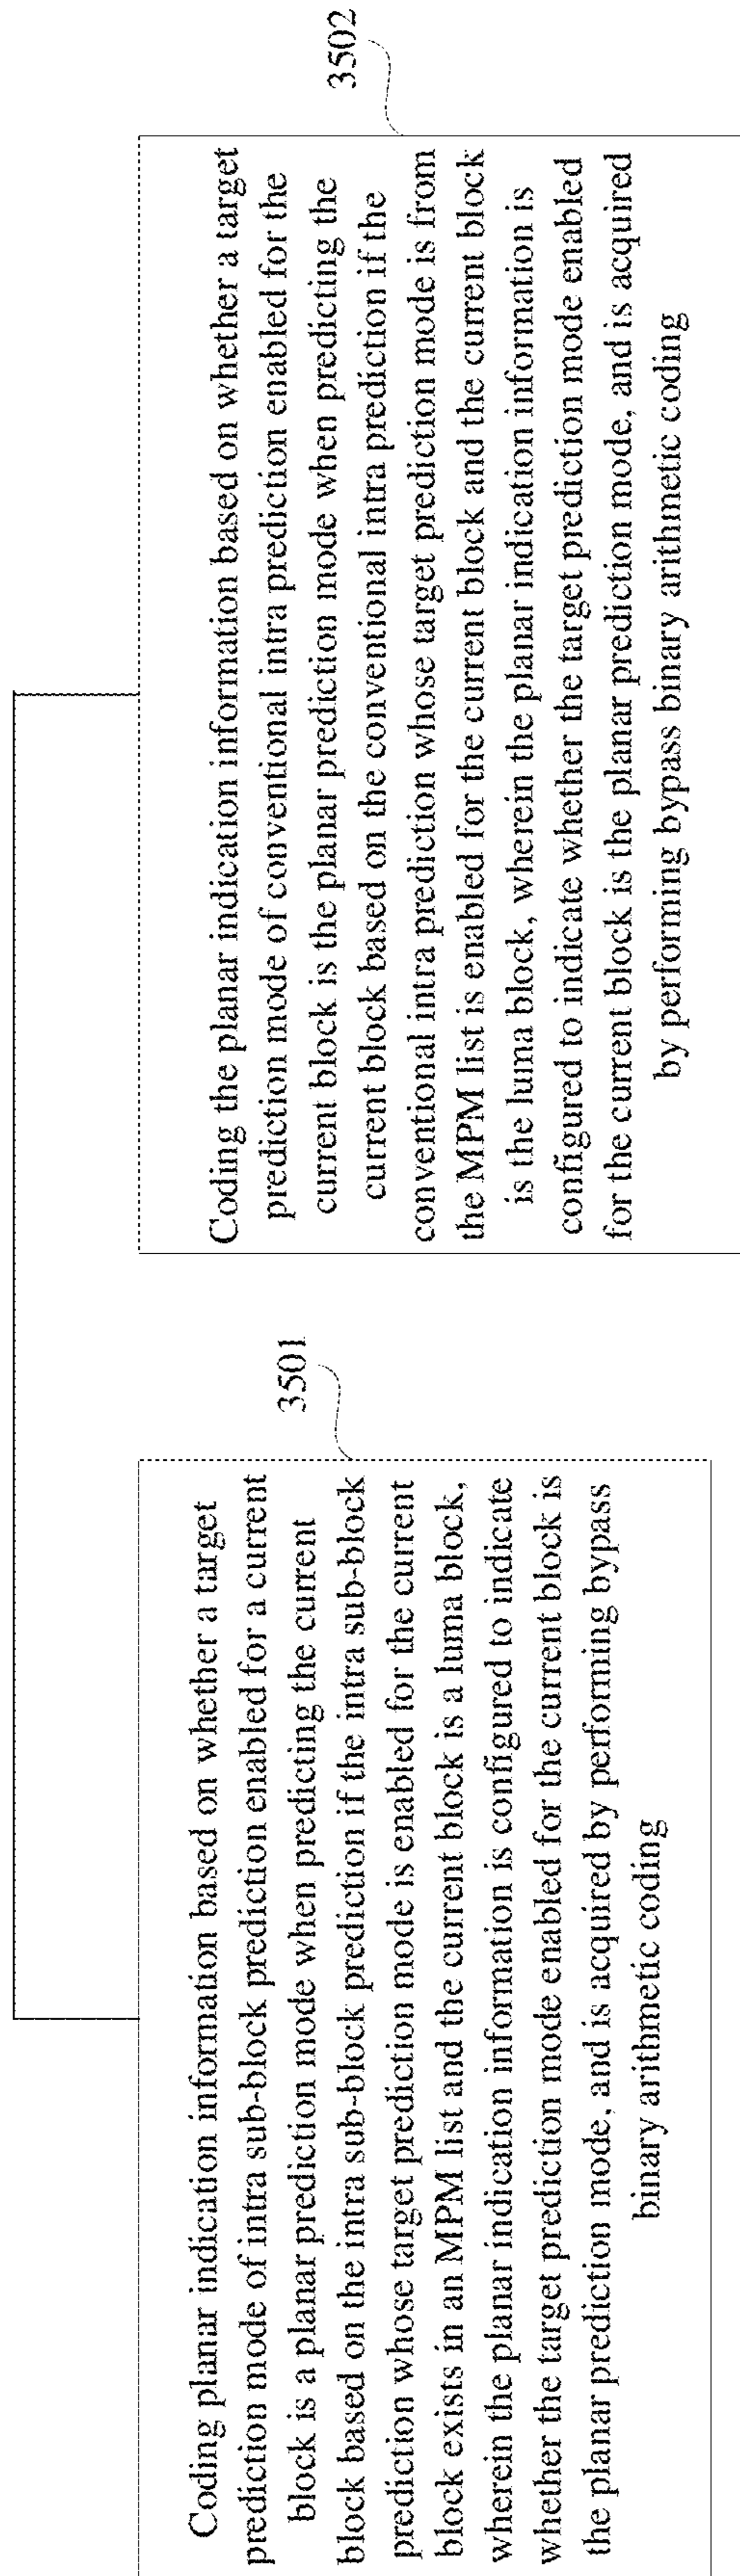 3501
Coding planar indication information based on whether a target
prediction mode of intra sub-block prediction enabled for a current
block is a planar prediction mode when predicting the current
block based on the intra sub-block prediction if the intra sub-block
prediction whose target prediction mode is enabled for the current
block exists in an MPM list and the current block is a luma block,
wherein the planar indication information is configured to indicate
whether the target prediction mode enabled for the current block is
the planar prediction mode, and is acquired by performing bypass
binary arithmetic coding
3502
Coding the planar indication information based on whether a target
prediction mode of conventional intra prediction enabled for the
current block is the planar prediction mode when predicting the
current block based on the conventional intra prediction if the
conventional intra prediction whose target prediction mode is from
the MPM list is enabled for the current block and the current block
is the luma block, wherein the planar indication information is
configured to indicate whether the target prediction mode enabled
for the current block is the planar prediction mode, and is acquired
by performing bypass binary arithmetic coding